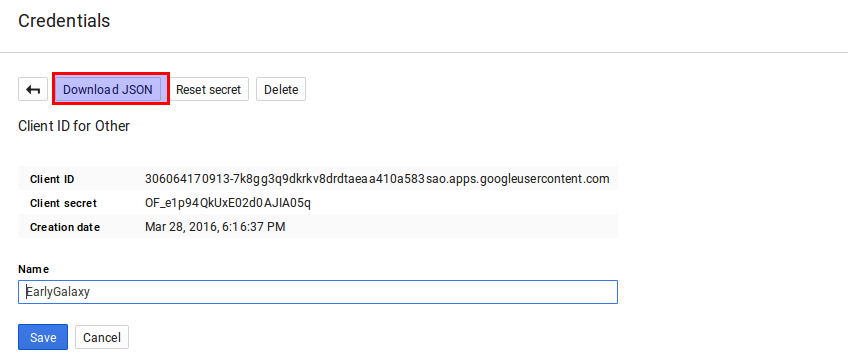 Credentials
Download JSON Reset secret Delete
Client ID for Other
Client ID 306064170913-7k8gg3q9dkrkv8drdtaeaa410a583sao.apps.googleusercontent.com
Client secret OF_e1p94QkUxE02d0AJIA05q
Creation date Mar 28, 2016, 6:16:37 PM
Name
EarlyGalaxy
Save Cancel